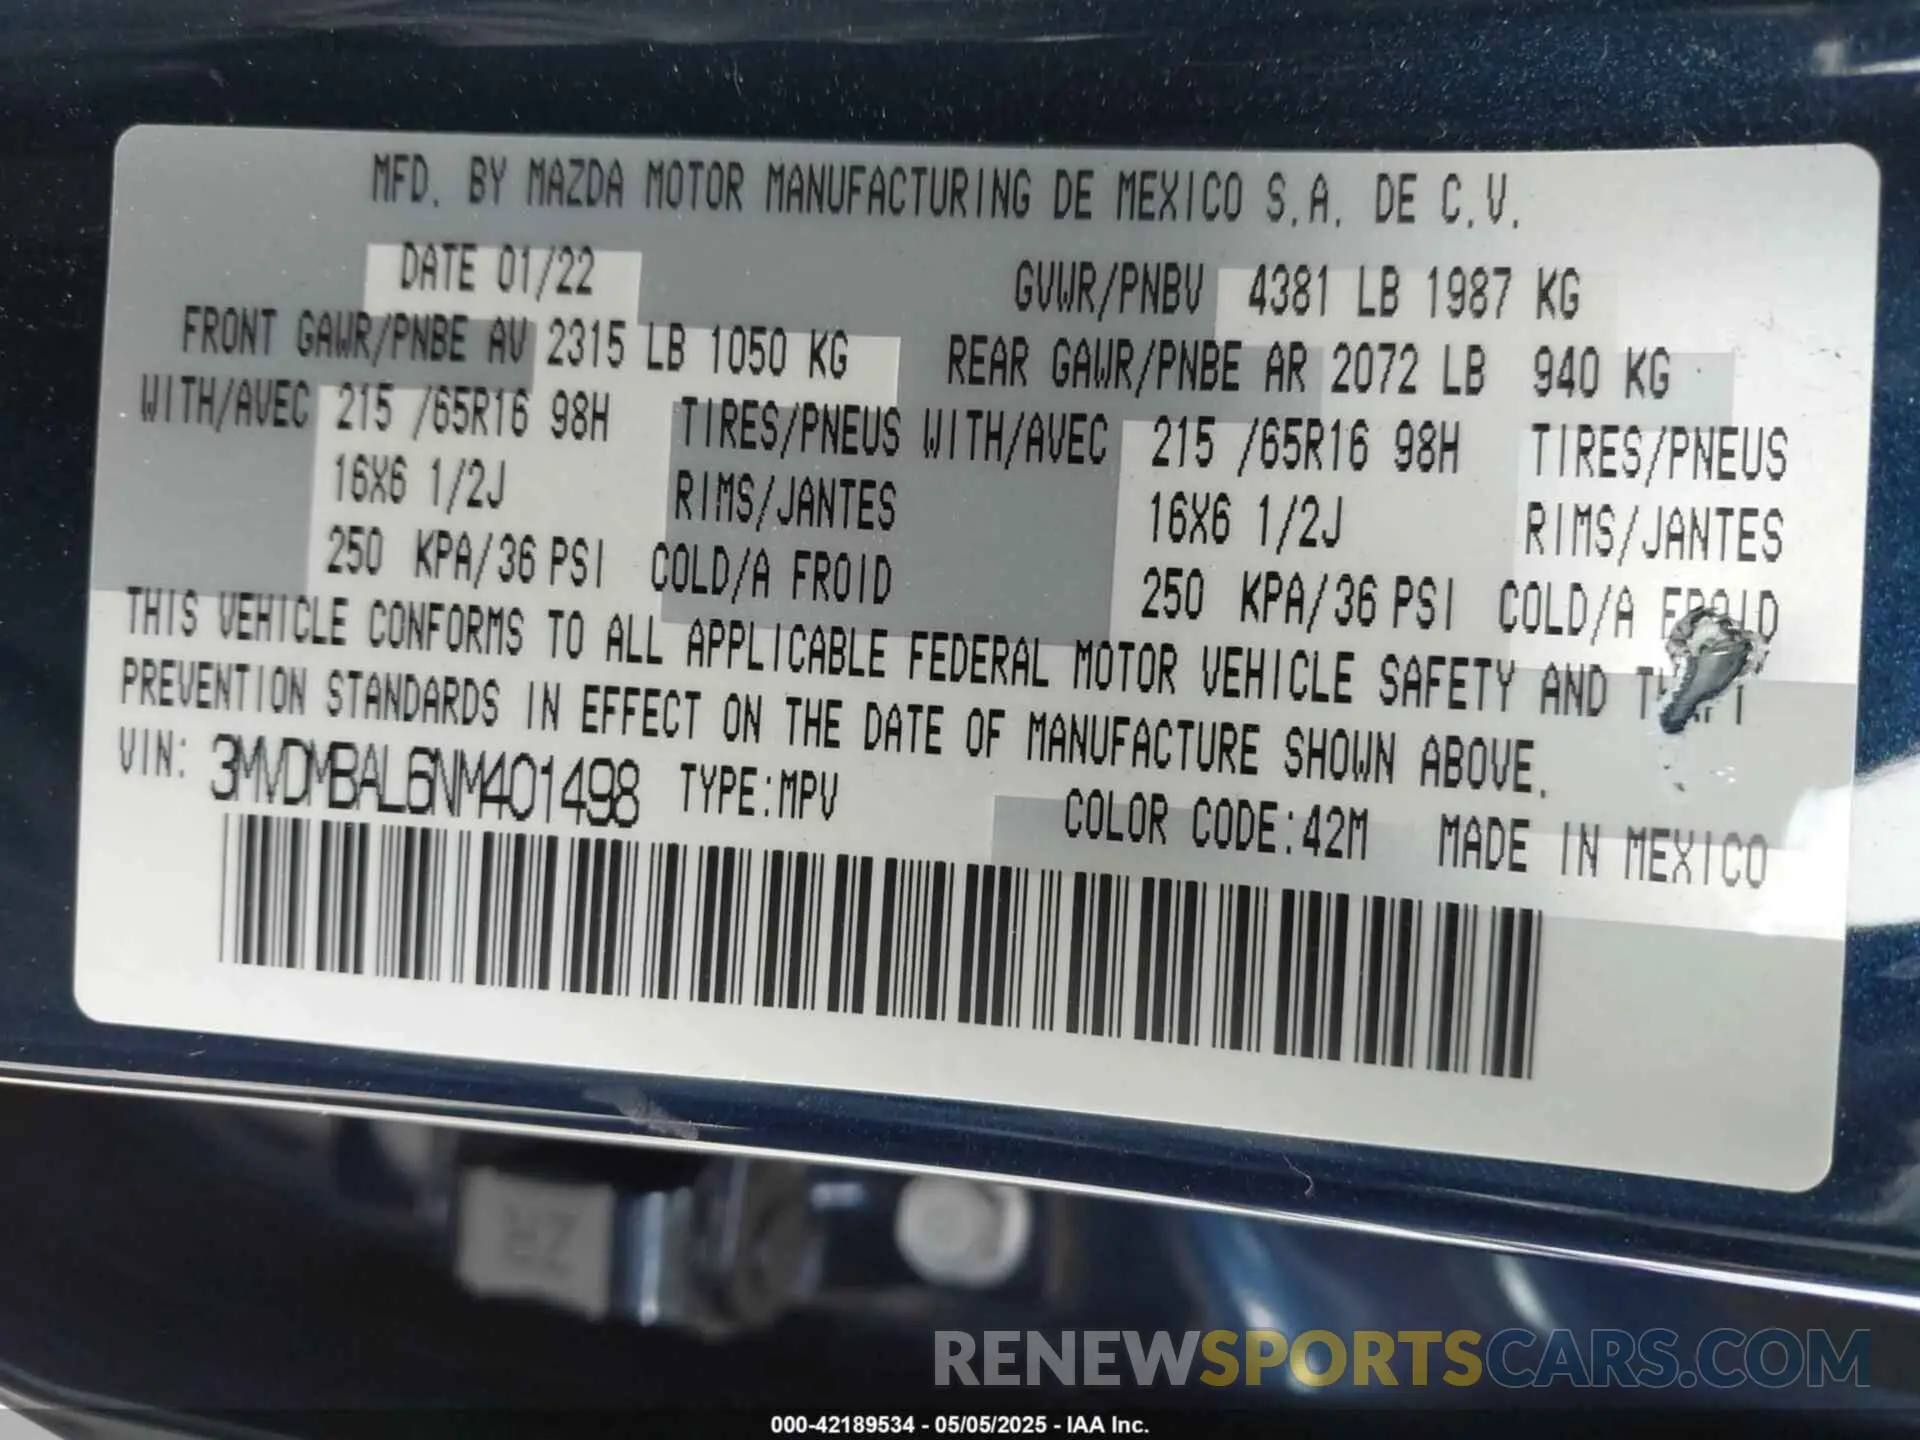 MFD. BY MAZDA MOTOR MANUFACTURING DE MEXICO S.A. DE C.V.
DATE 01/22 GVWR/PNBV 4381 LB 1987 KG
FRONT GAWR/PNBE AV 2315 LB 1050 KG REAR GAWR/PNBE AR 2072 LB 940 KG
WITH/AVEC 215 /65R16 98H TIRES/PNEUS WITH/AVEC 215 /65R16 98H TIRES/PNEUS
16X6 1/2J RIMS/JANTES 16X6 1/2J RIMS/JANTES
250 KPA/36 PSI COLD/A FROID 250 KPA/36 PSI COLD/A FROID
THIS VEHICLE CONFORMS TO ALL APPLICABLE FEDERAL MOTOR VEHICLE SAFETY AND THEFT
PREVENTION STANDARDS IN EFFECT ON THE DATE OF MANUFACTURE SHOWN ABOVE.
VIN: 3MVDMBAL6NM401498 TYPE:MPV COLOR CODE:42M MADE IN MEXICO
RENEWSPORTSCARS.COM
000-42189534 - 05/05/2025 - IAA Inc.